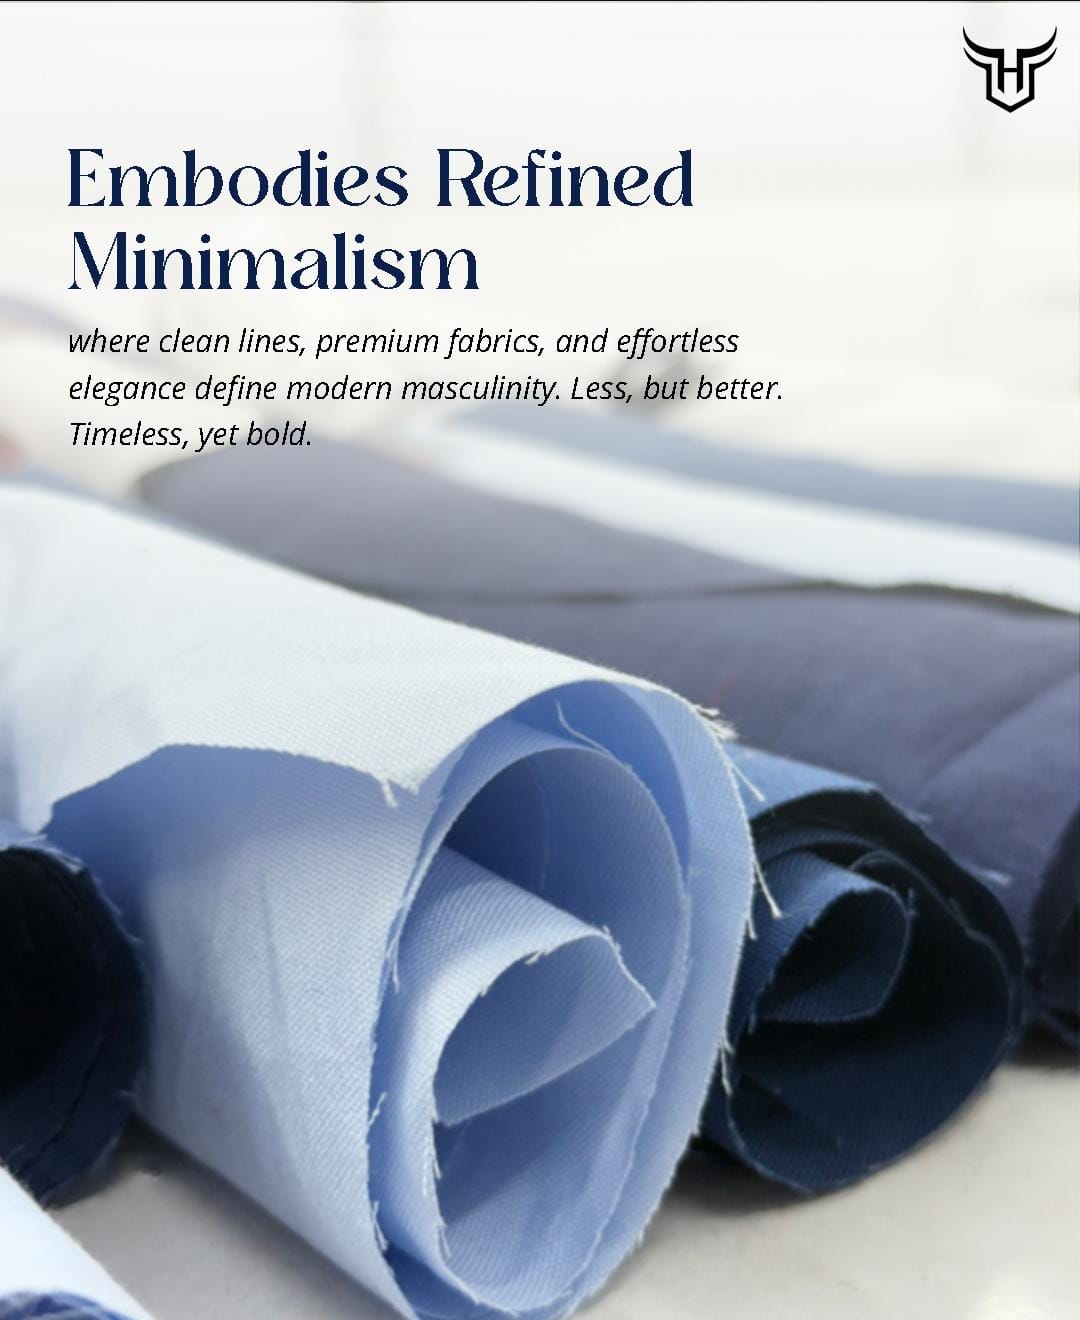 Embodies Refined
Minimalism
where clean lines, premium fabrics, and effortless
elegance define modern masculinity. Less, but better.
Timeless, yet bold.